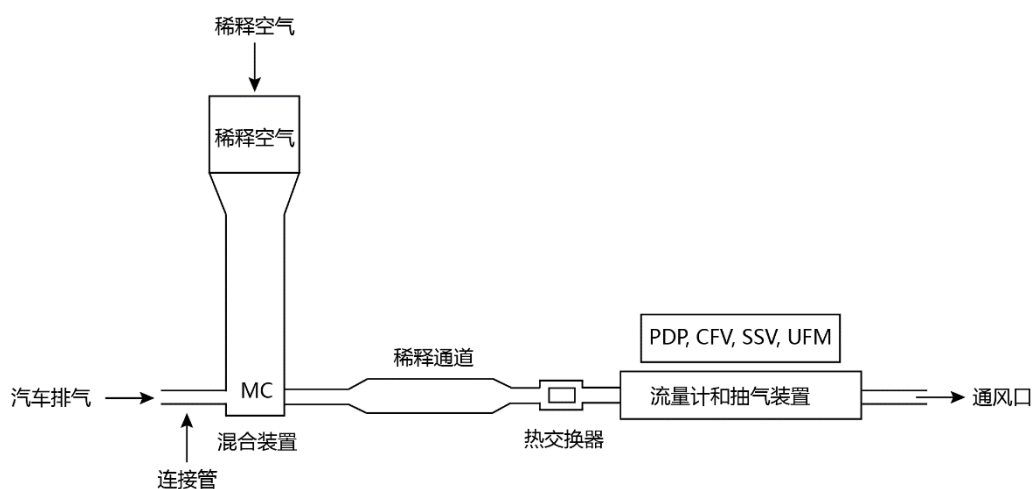 稀释空气
稀释空气
PDP, CFV, SSV, UFM
稀释通道
汽车排气
MC
流量计和抽气装置
通风口
混合装置
热交换器
连接管